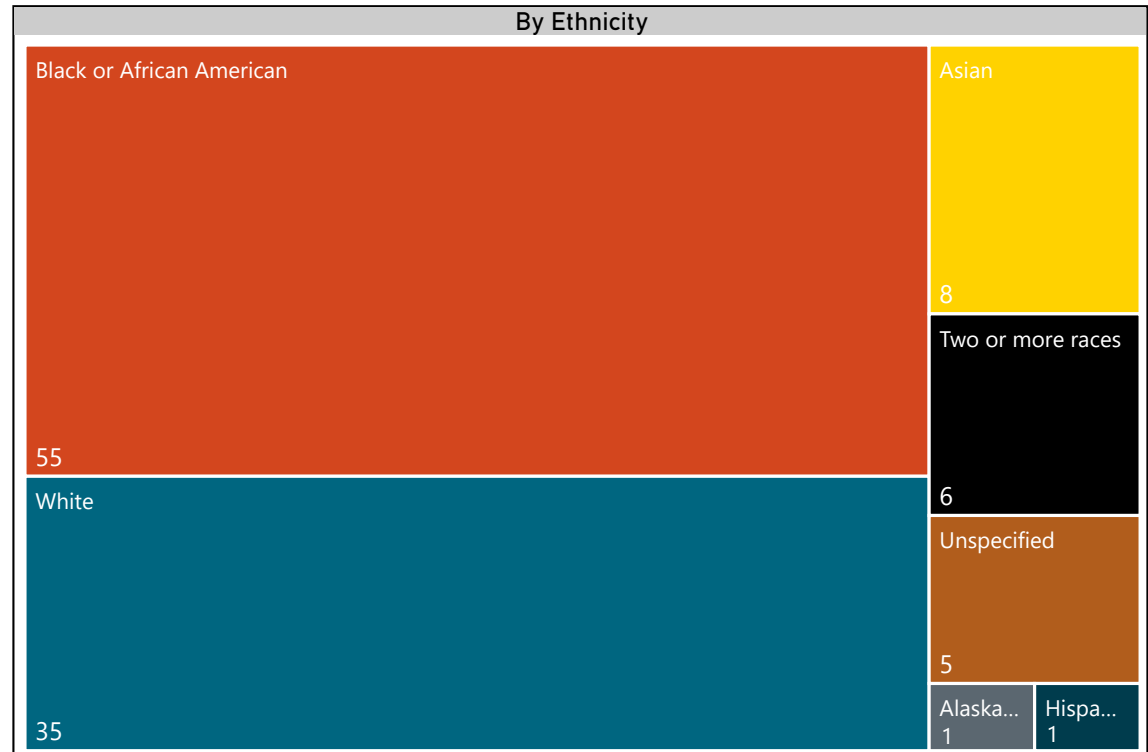 By Ethnicity
Black or African American
55
White
35
Asian
8
Two or more races
6
Unspecified
5
Alaska...
1
Hispa...
1